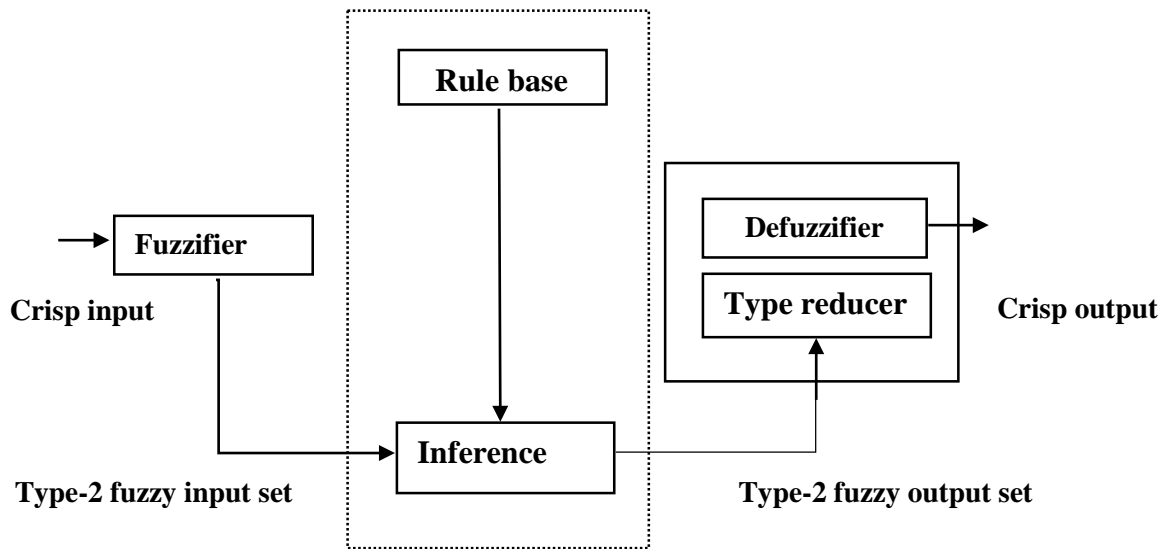 Rule base
Defuzzifier
Fuzzifier
Type reducer
Crisp input
Crisp output
Inference
Type-2 fuzzy input set
Type-2 fuzzy output set